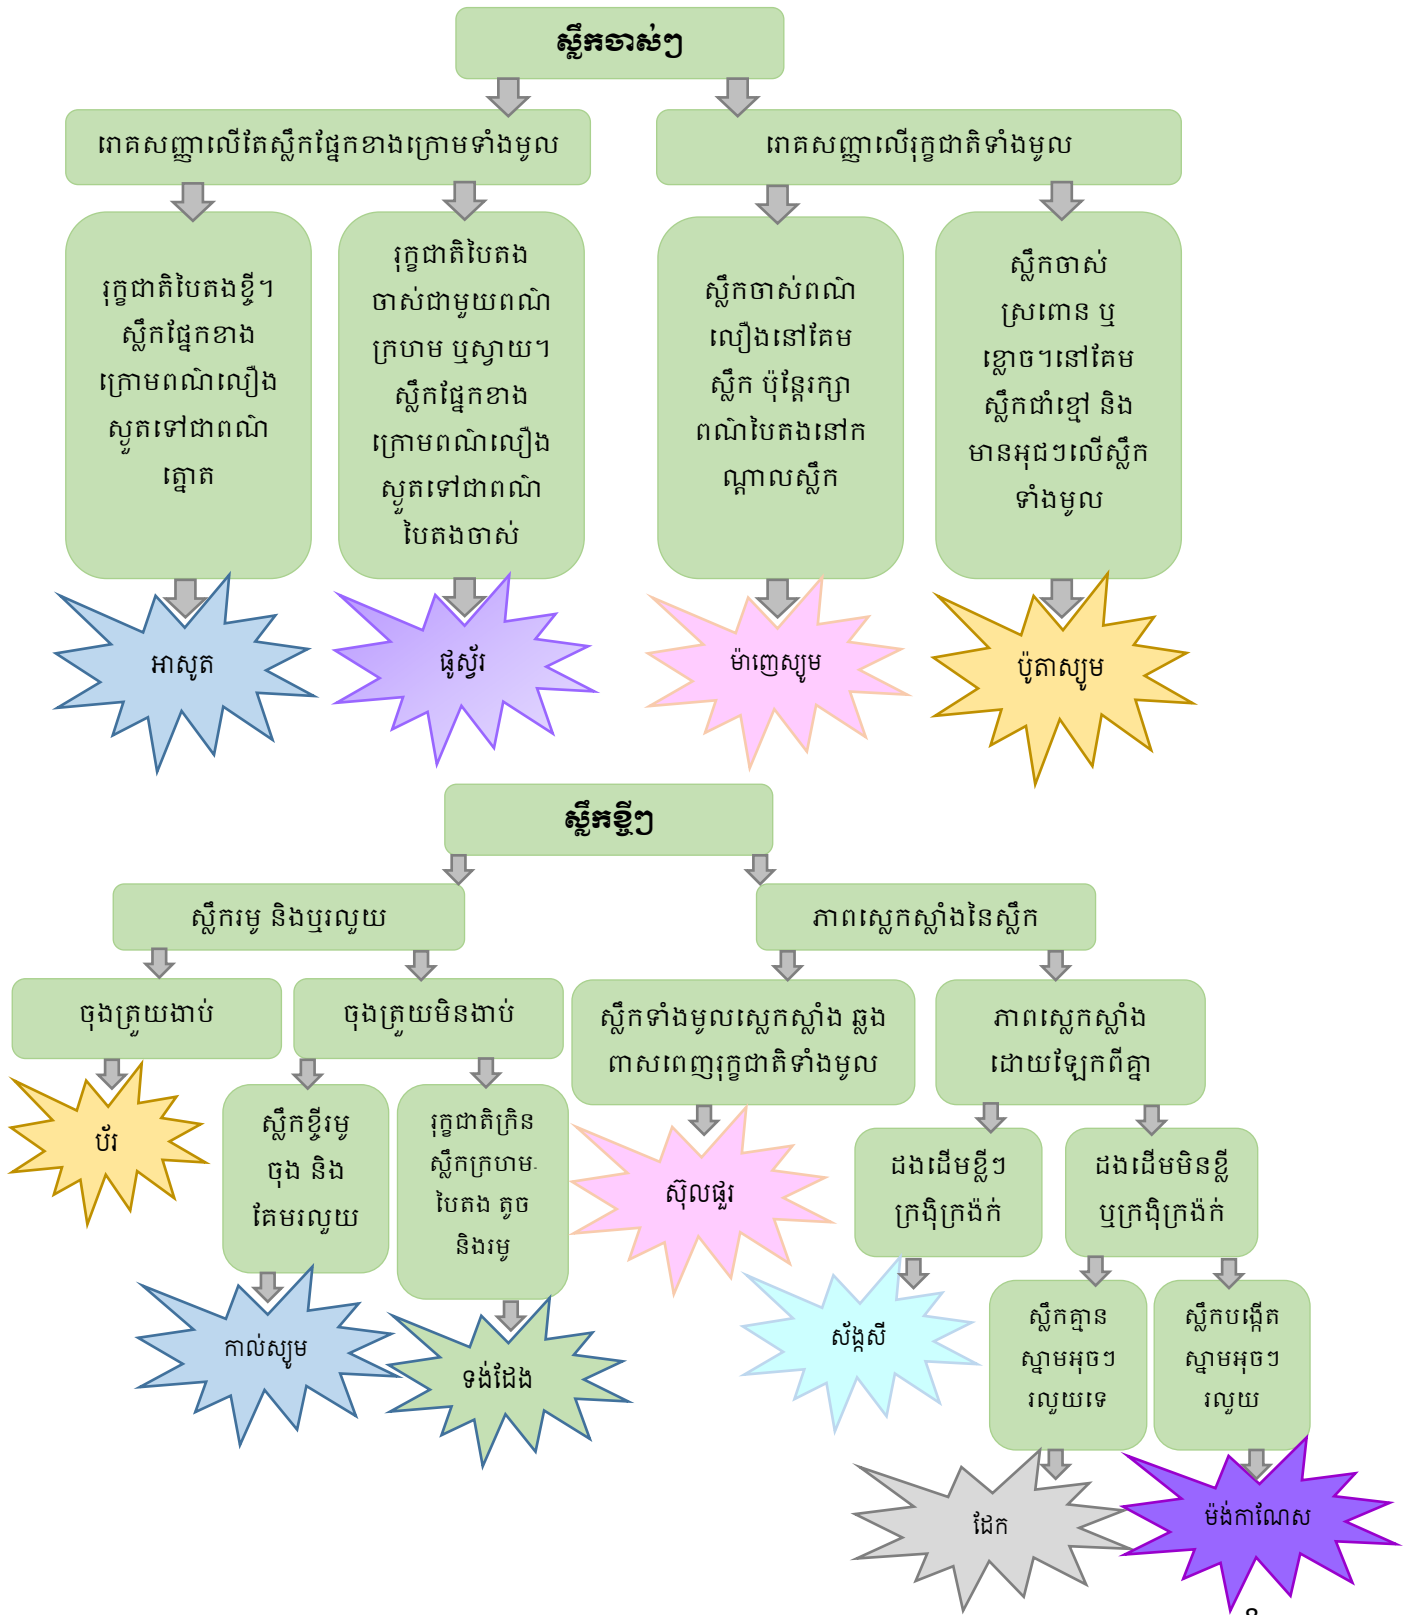 ស្លឹកចាស់ៗ
រោគសញ្ញាលើតែស្លឹកផ្នែកខាងក្រោមទាំងមូល
រោគសញ្ញាលើរុក្ខជាតិទាំងមូល
រុក្ខជាតិបៃតងខ្ចី។
ស្លឹកផ្នែកខាង
ក្រោមពណ៌លឿង
ស្ងួតទៅជាពណ៌
ត្នោត
រុក្ខជាតិបៃតង
ចាស់ជាមួយពណ៌
ក្រហម ឬស្វាយ។
ស្លឹកផ្នែកខាង
ក្រោមពណ៌លឿង
ស្ងួតទៅជាពណ៌
បៃតងចាស់
ស្លឹកចាស់ពណ៌
លឿងនៅគែម
ស្លឹក ប៉ុន្តែរក្សា
ពណ៌បៃតងនៅក
ណ្តាលស្លឹក
ស្លឹកចាស់
ស្រពោន ឬ
ខ្លោច។នៅគែម
ស្លឹកជាំខ្មៅ និង
មានអុជៗលើស្លឹក
ទាំងមូល
អាសូត
ផូស្វ័រ
ម៉ាញេស្យូម
ប៉ូតាស្យូម
ស្លឹកខ្ចីៗ
ស្លឹករមូ និងឬរលួយ
ភាពស្លេកស្លាំងនៃស្លឹក
ចុងត្រួយងាប់
ចុងត្រួយមិនងាប់
ស្លឹកទាំងមូលស្លេកស្លាំង ឆ្លង
ពាសពេញរុក្ខជាតិទាំងមូល
ភាពស្លេកស្លាំង
ដោយឡែកពីគ្នា
ប័រ
ស្លឹកខ្ចីរមូ
ចុង និង
គែមរលួយ
រុក្ខជាតិក្រិន
ស្លឹកក្រហម-
បៃតង តូច
និងរមូ
ស៊ុលផួរ
ដងដើមខ្លីៗ
ក្រងិុក្រង៉ក់
ដងដើមមិនខ្លី
ឬក្រងិុក្រង៉ក់
កាល់ស្យូម
ទង់ដែង
ស័ង្កសី
ស្លឹកគ្មាន
ស្នាមអុចៗ
រលួយទេ
ស្លឹកបង្កើត
ស្នាមអុចៗ
រលួយ
ដែក
ម៉ង់កាណែស